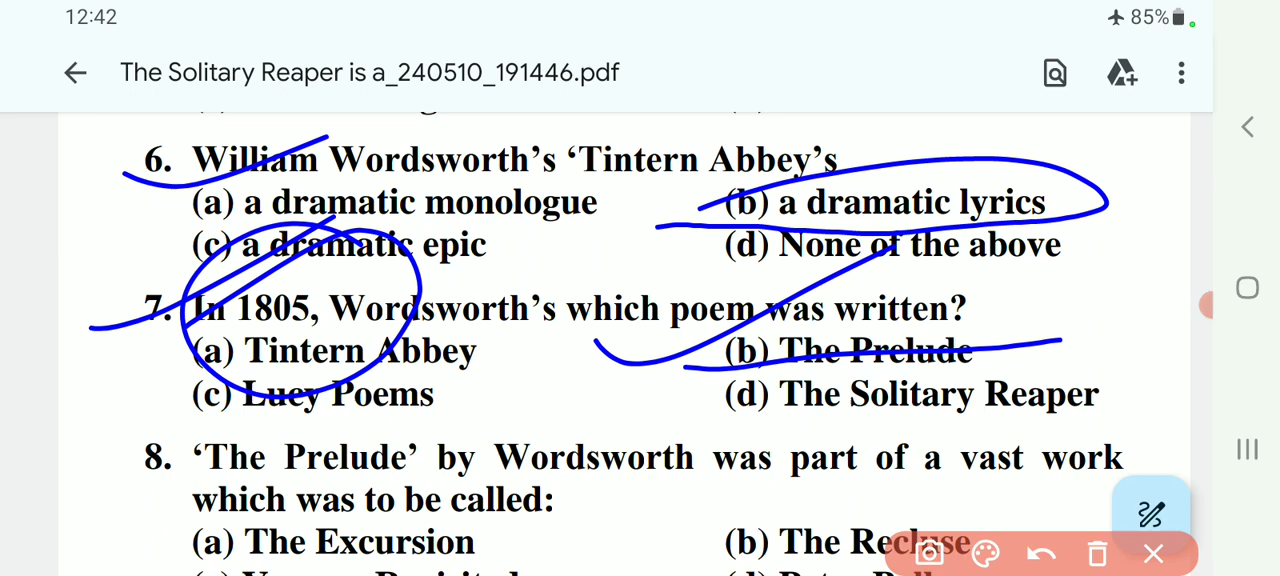 12:42
85%
The Solitary Reaper is a_240510_191446.pdf
6. William Wordsworth's ‘Tintern Abbey's
(a) a dramatic monologue (b) a dramatic lyrics
(c) a dramatic epic (d) None of the above
7. In 1805, Wordsworth's which poem was written?
(a) Tintern Abbey (b) The Prelude
(c) Lucy Poems (d) The Solitary Reaper
8. ‘The Prelude’ by Wordsworth was part of a vast work
which was to be called:
(a) The Excursion (b) The Recluse